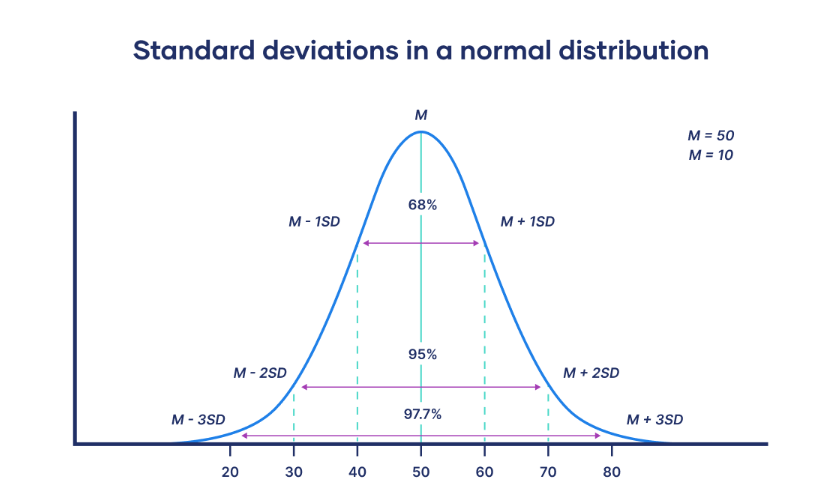 Standard deviations in a normal distribution
M
M = 50
M = 10
68%
M - 1SD
M + 1SD
95%
M - 2SD
M + 2SD
97.7%
M - 3SD
M + 3SD
20 30 40 50 60 70 80